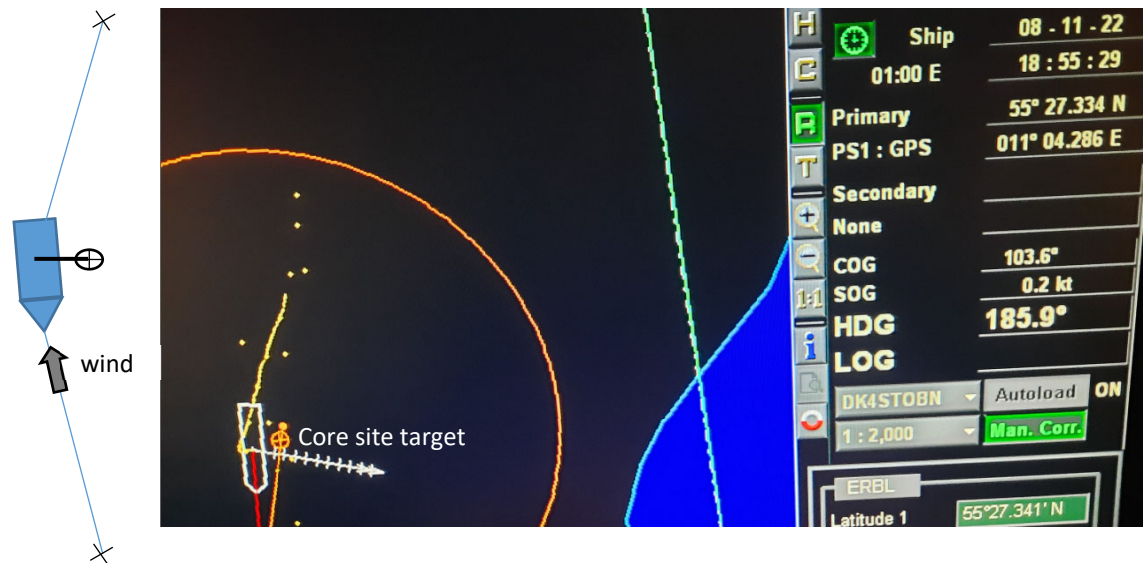 wind
Core site target
H
C
R
T
1:1
i
Ship
08 - 11 - 22
01:00 E
18 : 55 : 29
Primary
55° 27.334 N
PS1 : GPS
011° 04.286 E
Secondary
None
COG
103.6°
SOG
0.2 kt
HDG
185.9°
LOG
DK4STOBN
Autoload
ON
1 : 2,000
Man. Corr.
ERBL
Latitude 1
55°27.341' N